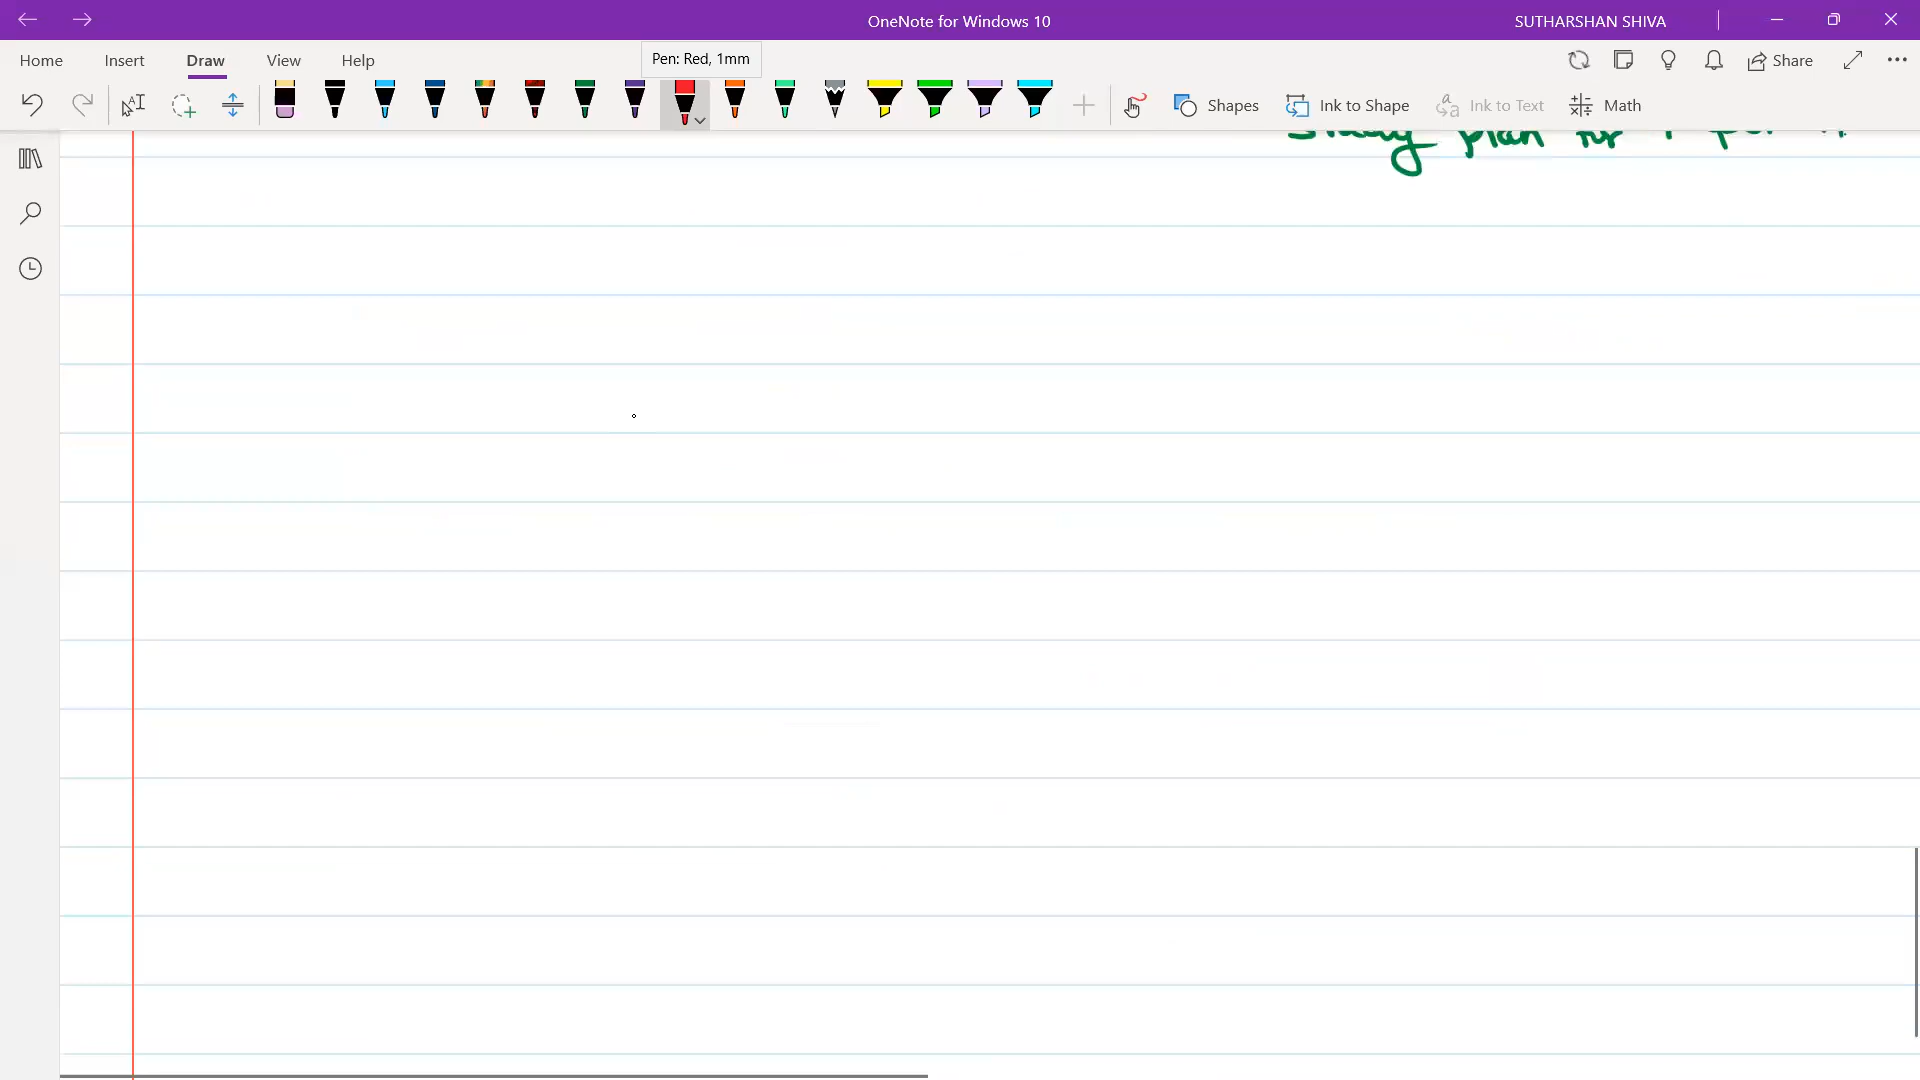 OneNote for Windows 10
SUTHARSHAN SHIVA
Home Insert Draw View Help
Pen: Red, 1mm
Share
Shapes
Ink to Shape
Ink to Text
Math
plan for